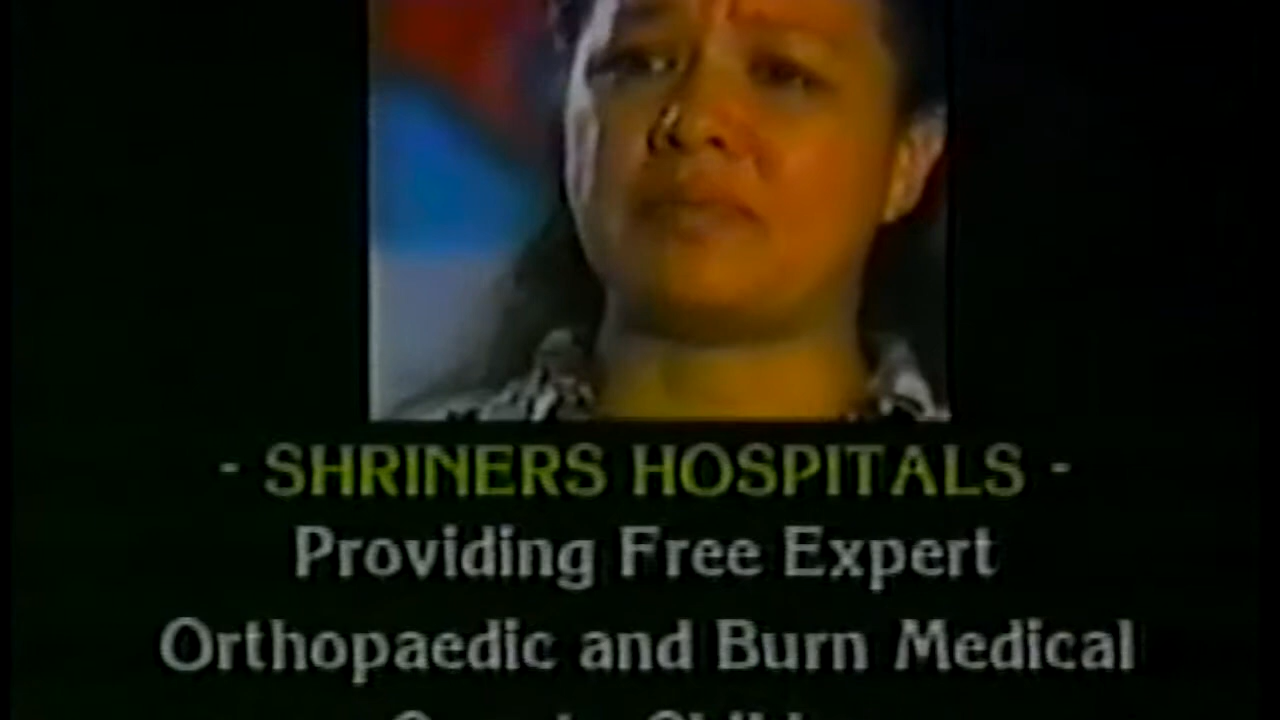 - SHRINERS HOSPITALS -
Providing Free Expert
Orthopaedic and Burn Medical